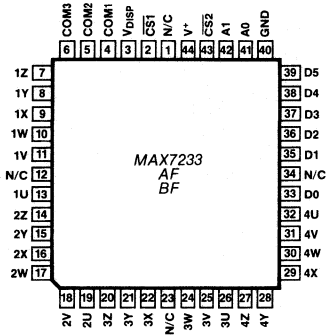 COM3 COM2 COM1 VDISP CS1 N/C V+ CS2 A1 A0 GND
6 5 4 3 2 1 44 43 42 41 40
1Z 7
1Y 8
1X 9
1W 10
1V 11
N/C 12
1U 13
2Z 14
2Y 15
2X 16
2W 17
MAX7233
AF
BF
39 D5
38 D4
37 D3
36 D2
35 D1
34 N/C
33 D0
32 4U
31 4V
30 4W
29 4X
18 19 20 21 22 23 24 25 26 27 28
2V 2U 3Z 3Y 3X N/C 3W 3V 3U 4Z 4Y